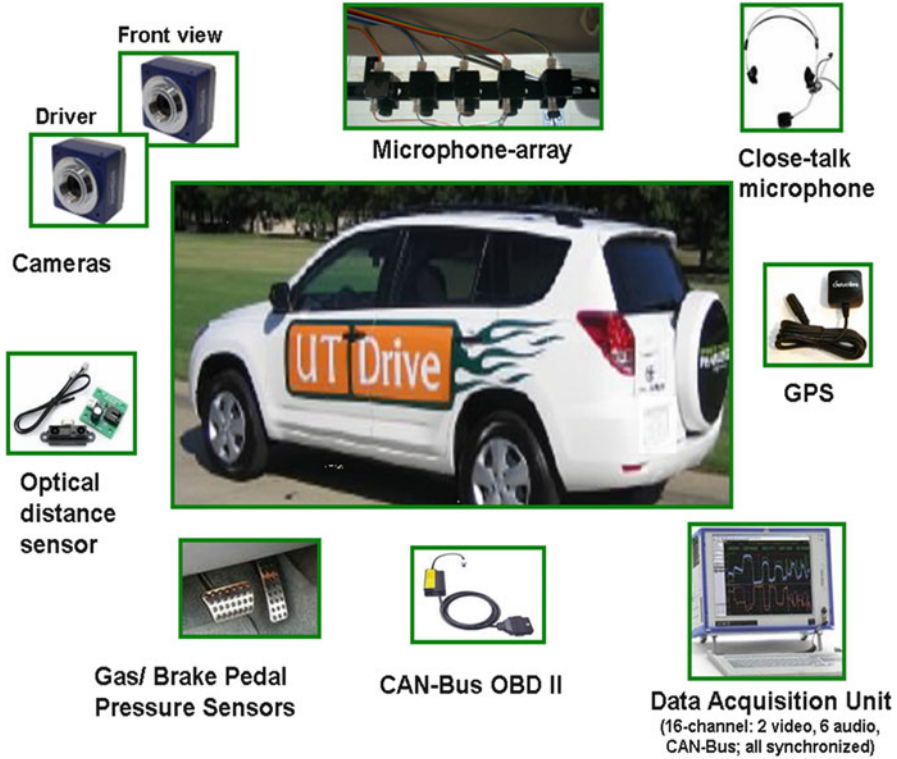 Front view
Driver
Cameras
Microphone-array
Close-talk
microphone
UT Drive
GPS
Optical
distance
sensor
Gas/ Brake Pedal
Pressure Sensors
CAN-Bus OBD II
Data Acquisition Unit
(16-channel: 2 video, 6 audio,
CAN-Bus; all synchronized)